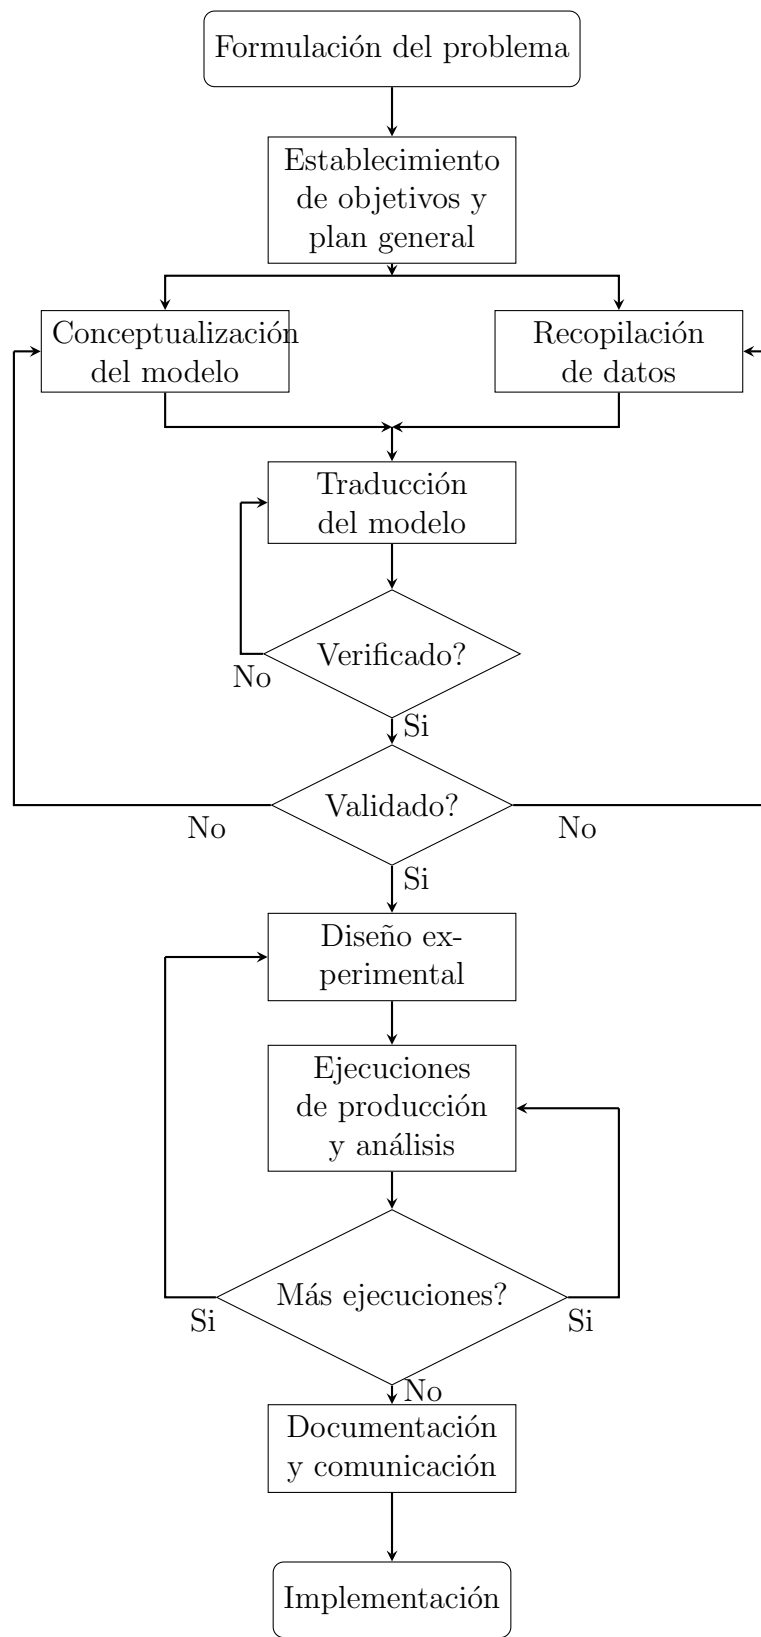 Formulación del problema
Establecimiento
de objetivos y
plan general
Conceptualización
del modelo
Recopilación
de datos
Traducción
del modelo
Verificado?
No
Si
Validado?
No
No
Si
Diseño ex-
perimental
Ejecuciones
de producción
y análisis
Más ejecuciones?
Si
Si
No
Documentación
y comunicación
Implementación